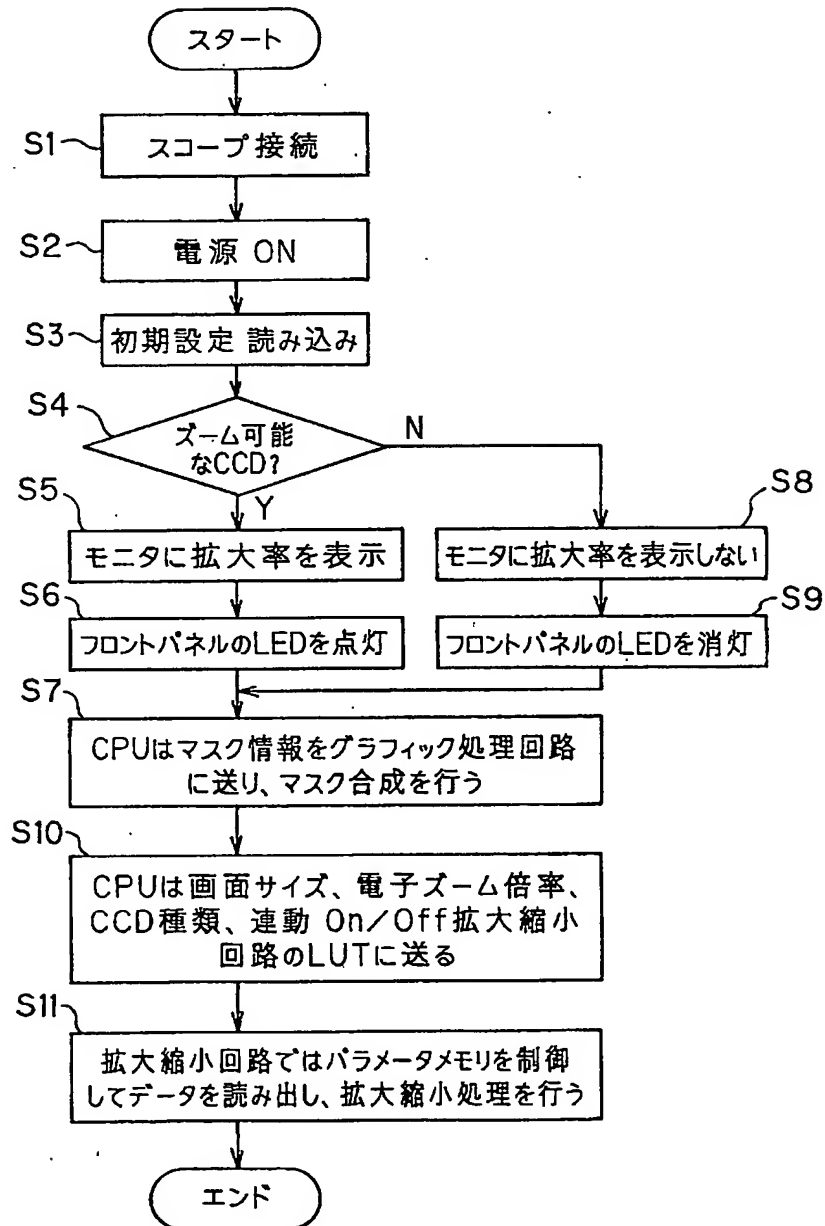 スタート
S1
スコープ接続
S2
電源 ON
S3
初期設定 読み込み
S4
ズーム可能
なCCD?
N
Y
S5
モニタに拡大率を表示
S8
モニタに拡大率を表示しない
S6
フロントパネルのLEDを点灯
S9
フロントパネルのLEDを消灯
S7
CPUはマスク情報をグラフィック処理回路
に送り、マスク合成を行う
S10
CPUは画面サイズ、電子ズーム倍率、
CCD種類、連動 On/Off拡大縮小
回路のLUTに送る
S11
拡大縮小回路ではパラメータメモリを制御
してデータを読み出し、拡大縮小処理を行う
エンド